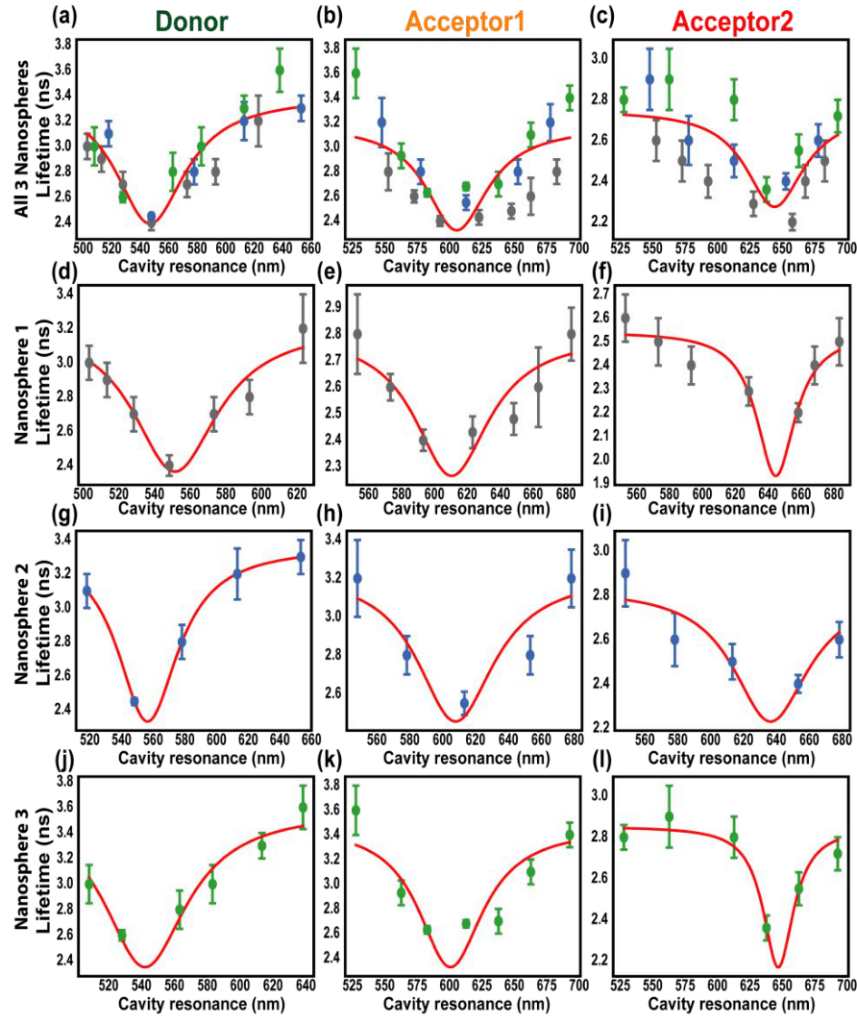 Donor
Acceptor1
Acceptor2
(a)
(b)
(c)
All 3 Nanospheres
Lifetime (ns)
3.8
3.6
3.4
3.2
3.0
2.8
2.6
2.4
500 520 540 560 580 600 620 640 660
Cavity resonance (nm)
3.8
3.6
3.4
3.2
3.0
2.8
2.6
2.4
525 550 575 600 625 650 675 700
Cavity resonance (nm)
3.0
2.8
2.6
2.4
2.2
525 550 575 600 625 650 675 700
Cavity resonance (nm)
(d)
(e)
(f)
Nanosphere 1
Lifetime (ns)
3.4
3.2
3.0
2.8
2.6
2.4
500 520 540 560 580 600 620
Cavity resonance (nm)
2.9
2.8
2.7
2.6
2.5
2.4
2.3
560 580 600 620 640 660 680
Cavity resonance (nm)
2.7
2.6
2.5
2.4
2.3
2.2
2.1
2.0
1.9
560 580 600 620 640 660 680
Cavity resonance (nm)
(g)
(h)
(i)
Nanosphere 2
Lifetime (ns)
3.4
3.2
3.0
2.8
2.6
2.4
520 540 560 580 600 620 640 660
Cavity resonance (nm)
3.4
3.2
3.0
2.8
2.6
560 580 600 620 640 660 680
Cavity resonance (nm)
3.0
2.8
2.6
2.4
2.2
560 580 600 620 640 660 680
Cavity resonance (nm)
(j)
(k)
(l)
Nanosphere 3
Lifetime (ns)
3.8
3.6
3.4
3.2
3.0
2.8
2.6
2.4
520 540 560 580 600 620 640
Cavity resonance (nm)
3.8
3.6
3.4
3.2
3.0
2.8
2.6
2.4
525 550 575 600 625 650 675 700
Cavity resonance (nm)
3.0
2.8
2.6
2.4
2.2
525 550 575 600 625 650 675 700
Cavity resonance (nm)